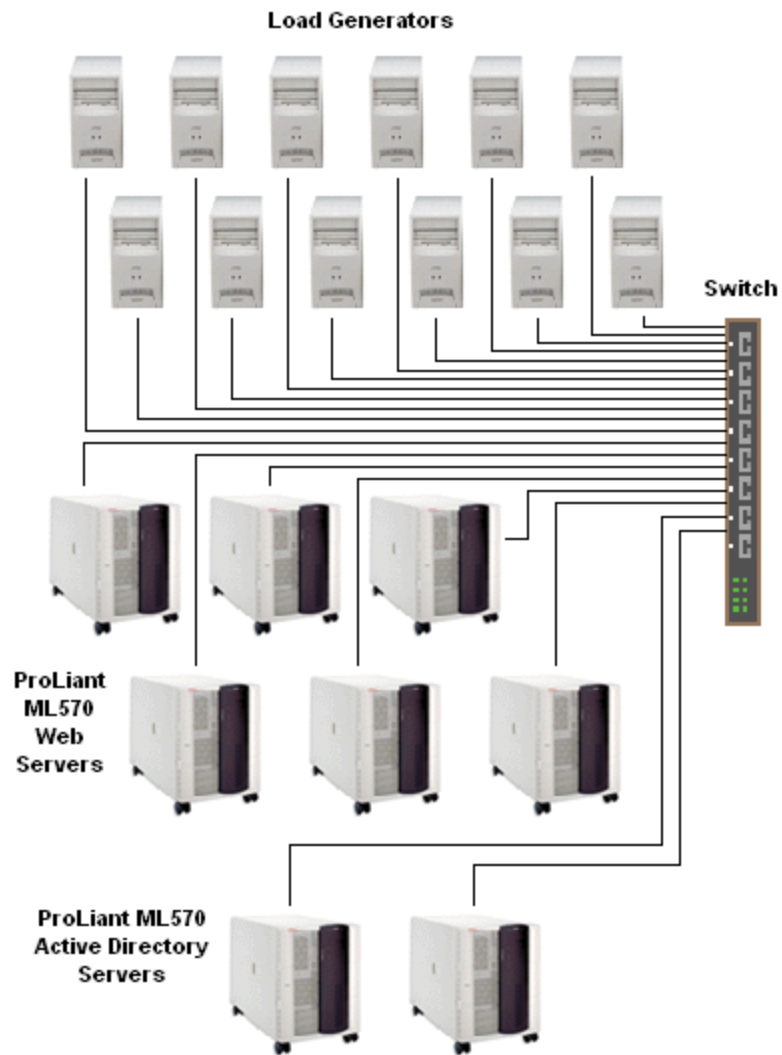 Load Generators
Switch
ProLiant
ML570
Web
Servers
ProLiant ML570
Active Directory
Servers